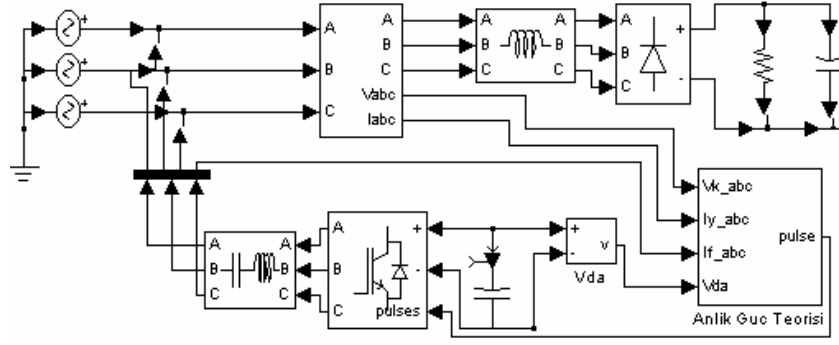 +
+
+
A
B
C
A
B
C
Vabc
Iabc
A
B
C
A
B
C
A
B
C
+
-
Vk_abc
Iy_abc
If_abc
Vda
pulse
Anlik Guc Teorisi
A
B
C
A
B
C
A
B
C
+
-
pulses
+
-
v
Vda